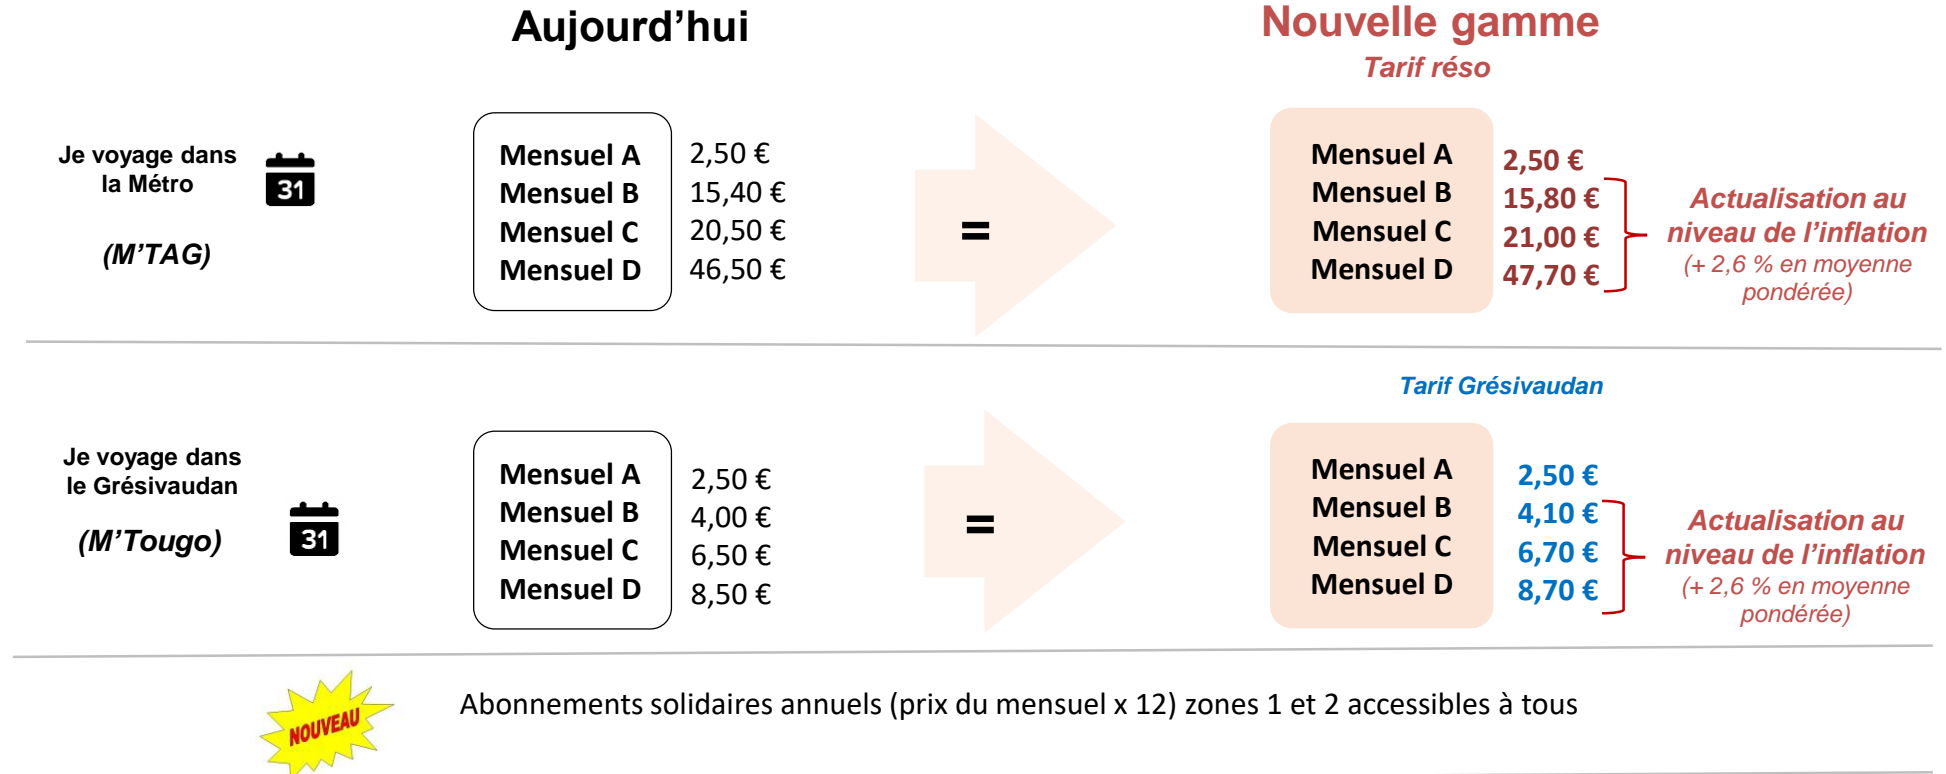 Aujourd’hui
Nouvelle gamme
Tarif réso
Je voyage dans
la Métro
(M’TAG)
31
Mensuel A 2,50 €
Mensuel B 15,40 €
Mensuel C 20,50 €
Mensuel D 46,50 €
=
Mensuel A 2,50 €
Mensuel B 15,80 €
Mensuel C 21,00 €
Mensuel D 47,70 €
Actualisation au
niveau de l’inflation
(+ 2,6 % en moyenne
pondérée)
Tarif Grésivaudan
Je voyage dans
le Grésivaudan
(M’Tougo)
31
Mensuel A 2,50 €
Mensuel B 4,00 €
Mensuel C 6,50 €
Mensuel D 8,50 €
=
Mensuel A 2,50 €
Mensuel B 4,10 €
Mensuel C 6,70 €
Mensuel D 8,70 €
Actualisation au
niveau de l’inflation
(+ 2,6 % en moyenne
pondérée)
NOUVEAU
Abonnements solidaires annuels (prix du mensuel x 12) zones 1 et 2 accessibles à tous